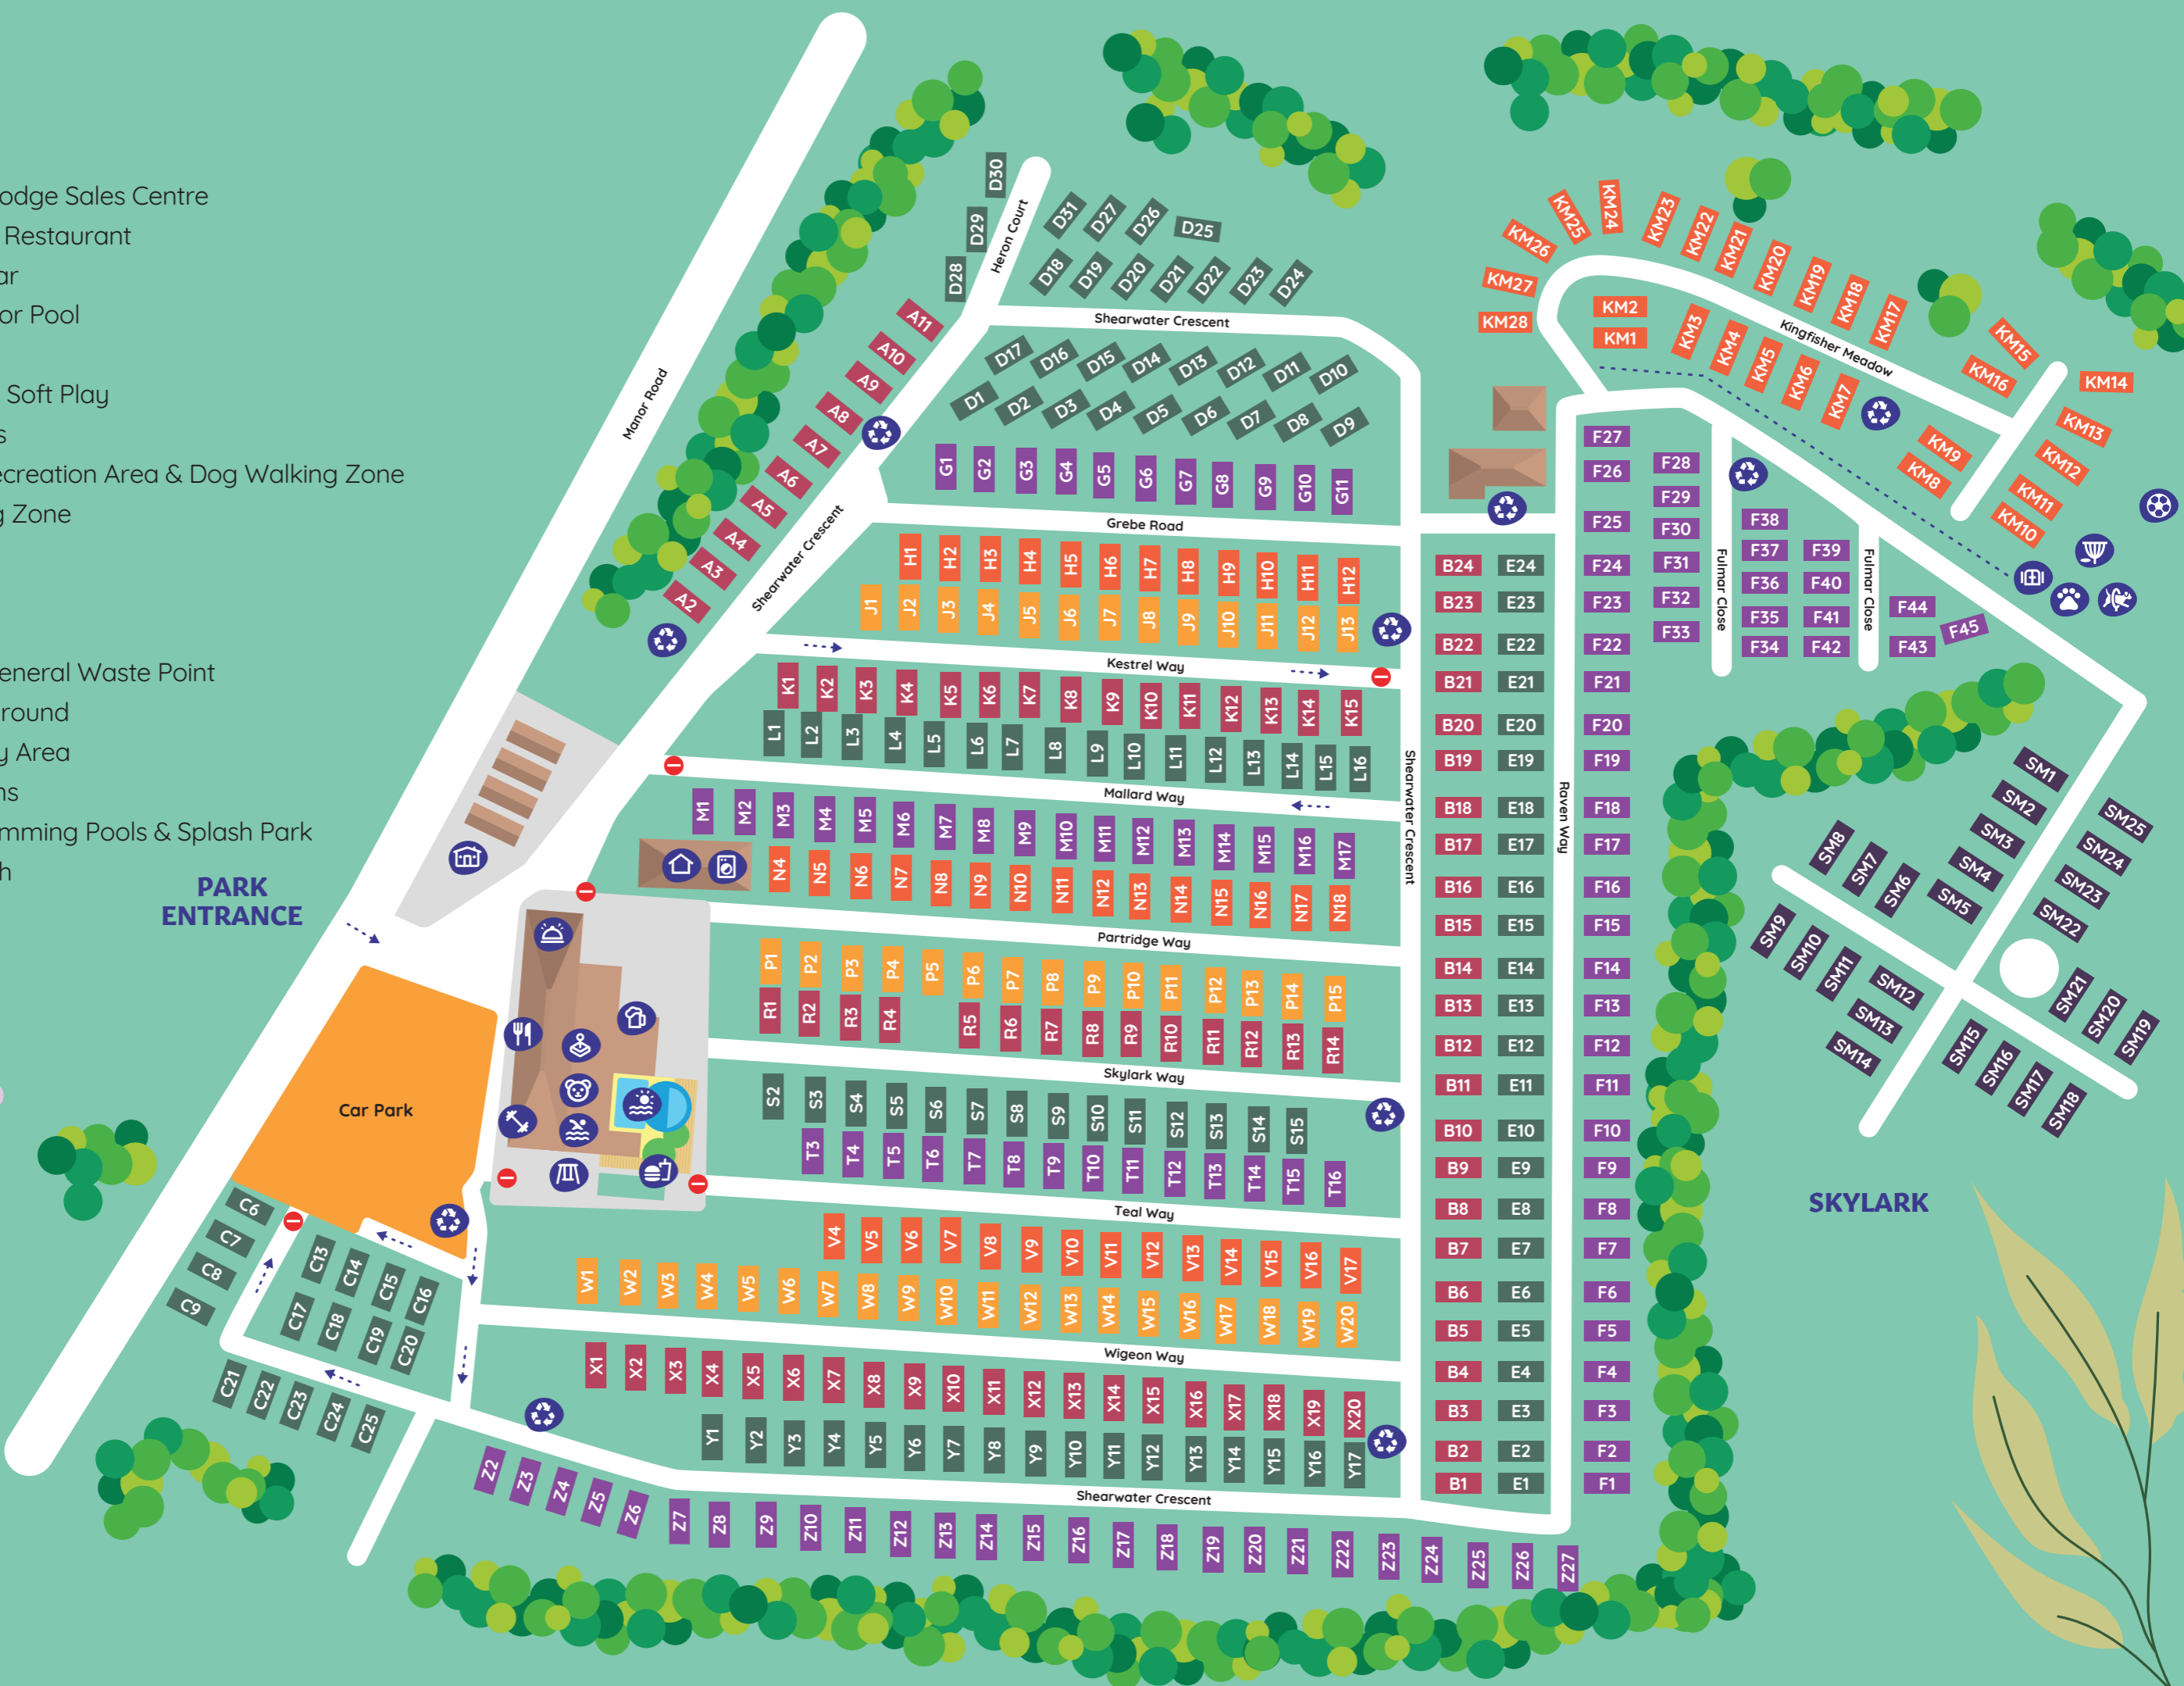 odge Sales Centre
Restaurant
ar
or Pool
Soft Play
s
ecreation Area & Dog Walking Zone
g Zone
eneral Waste Point
round
y Area
ns
mming Pools & Splash Park
h
PARK
ENTRANCE
Manor Road
Heron Court
D30
D29
D28
D31 D27 D26 D25
D18 D19 D20 D21 D22 D23 D24
Shearwater Crescent
D17 D16 D15 D14 D13 D12 D11 D10
D1 D2 D3 D4 D5 D6 D7 D8 D9
A11
A10
A9
A8
A7
A6
A5
A4
A3
A2
Shearwater Crescent
G1 G2 G3 G4 G5 G6 G7 G8 G9 G10 G11
Grebe Road
H1 H2 H3 H4 H5 H6 H7 H8 H9 H10 H11 H12
J1 J2 J3 J4 J5 J6 J7 J8 J9 J10 J11 J12 J13
Kestrel Way
K1 K2 K3 K4 K5 K6 K7 K8 K9 K10 K11 K12 K13 K14 K15
L1 L2 L3 L4 L5 L6 L7 L8 L9 L10 L11 L12 L13 L14 L15 L16
Mallard Way
M1 M2 M3 M4 M5 M6 M7 M8 M9 M10 M11 M12 M13 M14 M15 M16 M17
N4 N5 N6 N7 N8 N9 N10 N11 N12 N13 N14 N15 N16 N17 N18
Partridge Way
P1 P2 P3 P4 P5 P6 P7 P8 P9 P10 P11 P12 P13 P14 P15
R1 R2 R3 R4 R5 R6 R7 R8 R9 R10 R11 R12 R13 R14
Skylark Way
S2 S3 S4 S5 S6 S7 S8 S9 S10 S11 S12 S13 S14 S15
T3 T4 T5 T6 T7 T8 T9 T10 T11 T12 T13 T14 T15 T16
Teal Way
V4 V5 V6 V7 V8 V9 V10 V11 V12 V13 V14 V15 V16 V17
W1 W2 W3 W4 W5 W6 W7 W8 W9 W10 W11 W12 W13 W14 W15 W16 W17 W18 W19 W20
Wigeon Way
X1 X2 X3 X4 X5 X6 X7 X8 X9 X10 X11 X12 X13 X14 X15 X16 X17 X18 X19 X20
Y1 Y2 Y3 Y4 Y5 Y6 Y7 Y8 Y9 Y10 Y11 Y12 Y13 Y14 Y15 Y16 Y17
Shearwater Crescent
Z2 Z3 Z4 Z5 Z6 Z7 Z8 Z9 Z10 Z11 Z12 Z13 Z14 Z15 Z16 Z17 Z18 Z19 Z20 Z21 Z22 Z23 Z24 Z25 Z26 Z27
Car Park
C6
C7
C8
C9
C13 C14 C15 C16
C17 C18 C19 C20
C21 C22 C23 C24 C25
Shearwater Crescent
Raven Way
B24 E24 F24
B23 E23 F23
B22 E22 F22
B21 E21 F21
B20 E20 F20
B19 E19 F19
B18 E18 F18
B17 E17 F17
B16 E16 F16
B15 E15 F15
B14 E14 F14
B13 E13 F13
B12 E12 F12
B11 E11 F11
B10 E10 F10
B9 E9 F9
B8 E8 F8
B7 E7 F7
B6 E6 F6
B5 E5 F5
B4 E4 F4
B3 E3 F3
B2 E2 F2
B1 E1 F1
F27
F26
F25
F28
F29
F30
F31
F32
F33
Fulmar Close
F38
F37 F39
F36 F40
F35 F41
F34 F42
Fulmar Close
F44
F43
F45
KM28
KM27
KM26
KM25
KM24
KM23
KM22
KM21
KM20
KM19
KM18
KM17
KM2
KM1
KM3
KM4
KM5
KM6
KM7
Kingfisher Meadow
KM15
KM16
KM14
KM13
KM12
KM11
KM10
KM9
KM8
SM1
SM2
SM3
SM4
SM5
SM8
SM7
SM6
SM25
SM24
SM23
SM22
SM9
SM10
SM11
SM12
SM13
SM14
SM21
SM20
SM19
SM15
SM16
SM17
SM18
SKYLARK